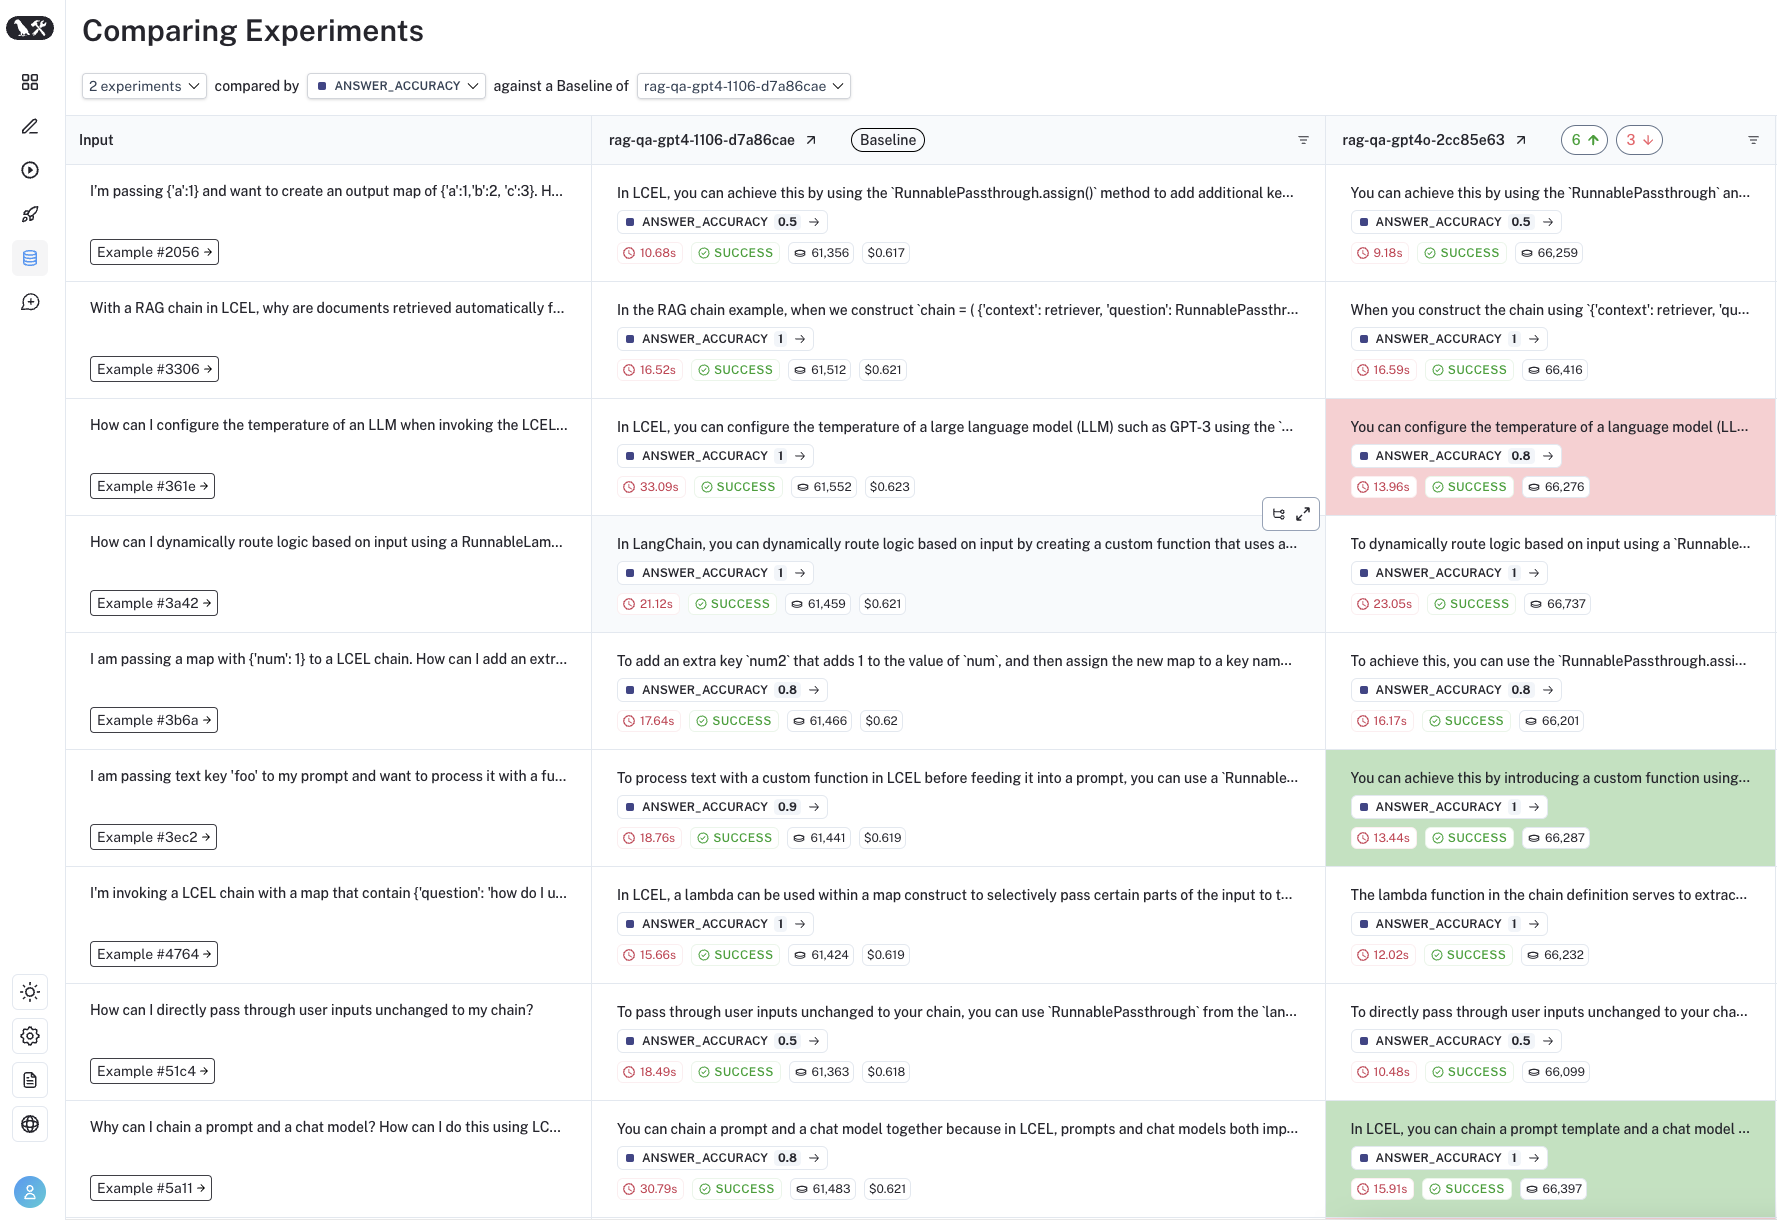 Comparing Experiments
2 experiments compared by ANSWER_ACCURACY against a Baseline of rag-qa-gpt4-1106-d7a86cae
Input rag-qa-gpt4-1106-d7a86cae Baseline rag-qa-gpt4o-2cc85e63 6 3
I'm passing {'a':1} and want to create an output map of {'a':1,'b':2, 'c':3}. H...
Example #2056
In LCEL, you can achieve this by using the `RunnablePassthrough.assign()` method to add additional ke...
ANSWER_ACCURACY 0.5
10.68s SUCCESS 61,356 $0.617
You can achieve this by using the `RunnablePassthrough` an...
ANSWER_ACCURACY 0.5
9.18s SUCCESS 66,259
With a RAG chain in LCEL, why are documents retrieved automatically f...
Example #3306
In the RAG chain example, when we construct `chain = ( {'context': retriever, 'question': RunnablePassthr...
ANSWER_ACCURACY 1
16.52s SUCCESS 61,512 $0.621
When you construct the chain using `{'context': retriever, 'qu...
ANSWER_ACCURACY 1
16.59s SUCCESS 66,416
How can I configure the temperature of an LLM when invoking the LCEL...
Example #361e
In LCEL, you can configure the temperature of a large language model (LLM) such as GPT-3 using the `...
ANSWER_ACCURACY 1
33.09s SUCCESS 61,552 $0.623
You can configure the temperature of a language model (LL...
ANSWER_ACCURACY 0.8
13.96s SUCCESS 66,276
How can I dynamically route logic based on input using a RunnableLam...
Example #3a42
In LangChain, you can dynamically route logic based on input by creating a custom function that uses a...
ANSWER_ACCURACY 1
21.12s SUCCESS 61,459 $0.621
To dynamically route logic based on input using a `Runnable...
ANSWER_ACCURACY 1
23.05s SUCCESS 66,737
I am passing a map with {'num': 1} to a LCEL chain. How can I add an extr...
Example #3b6a
To add an extra key `num2` that adds 1 to the value of `num`, and then assign the new map to a key nam...
ANSWER_ACCURACY 0.8
17.64s SUCCESS 61,466 $0.62
To achieve this, you can use the `RunnablePassthrough.assi...
ANSWER_ACCURACY 0.8
16.17s SUCCESS 66,201
I am passing text key 'foo' to my prompt and want to process it with a fu...
Example #3ec2
To process text with a custom function in LCEL before feeding it into a prompt, you can use a `Runnable...
ANSWER_ACCURACY 0.9
18.76s SUCCESS 61,441 $0.619
You can achieve this by introducing a custom function using...
ANSWER_ACCURACY 1
13.44s SUCCESS 66,287
I'm invoking a LCEL chain with a map that contain {'question': 'how do I u...
Example #4764
In LCEL, a lambda can be used within a map construct to selectively pass certain parts of the input to t...
ANSWER_ACCURACY 1
15.66s SUCCESS 61,424 $0.619
The lambda function in the chain definition serves to extrac...
ANSWER_ACCURACY 1
12.02s SUCCESS 66,232
How can I directly pass through user inputs unchanged to my chain?
Example #51c4
To pass through user inputs unchanged to your chain, you can use `RunnablePassthrough` from the `lan...
ANSWER_ACCURACY 0.5
18.49s SUCCESS 61,363 $0.618
To directly pass through user inputs unchanged to your cha...
ANSWER_ACCURACY 0.5
10.48s SUCCESS 66,099
Why can I chain a prompt and a chat model? How can I do this using LC...
Example #5a11
You can chain a prompt and a chat model together because in LCEL, prompts and chat models both imp...
ANSWER_ACCURACY 0.8
30.79s SUCCESS 61,483 $0.621
In LCEL, you can chain a prompt template and a chat model ...
ANSWER_ACCURACY 1
15.91s SUCCESS 66,397